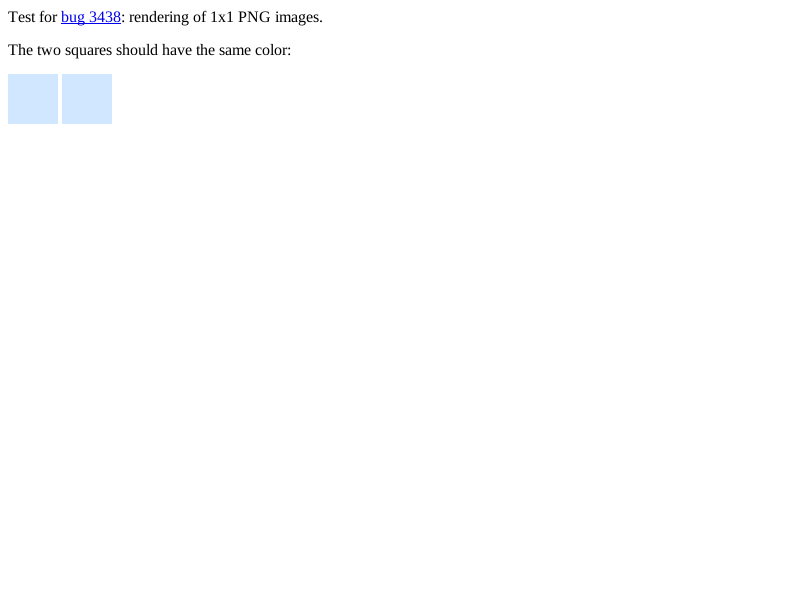 Test for bug 3438: rendering of 1x1 PNG images.
The two squares should have the same color: